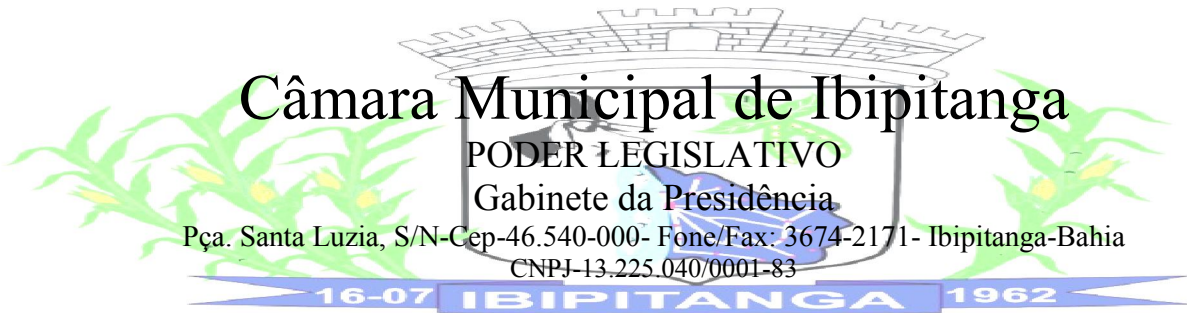 Câmara Municipal de Ibipitanga
PODER LEGISLATIVO
Gabinete da Presidência
Pça. Santa Luzia, S/N-Cep-46.540-000- Fone/Fax: 3674-2171- Ibipitanga-Bahia
CNPJ-13.225.040/0001-83
16-07 IBIPITANGA 1962